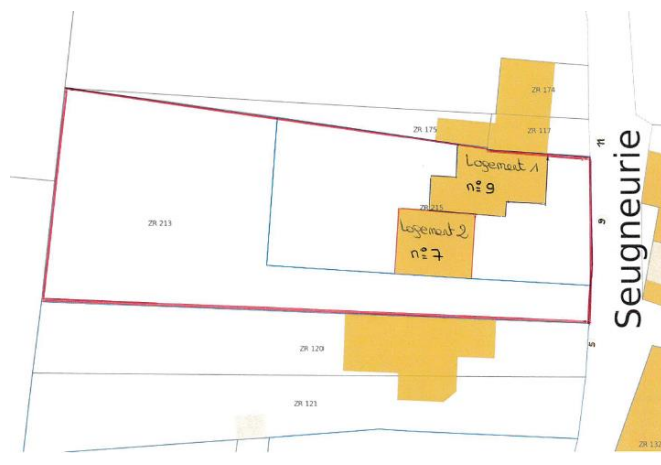 ZR 174
ZR 175
ZR 117
11
Logement 1
n° 9
ZR 215
ZR 213
Logement 2
n° 7
9
Seugneurie
ZR 120
5
ZR 121
ZR 132